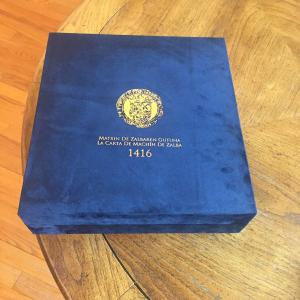 Matxin De Zalbaren Gutuna
La Carta De Machín De Zalba
1416